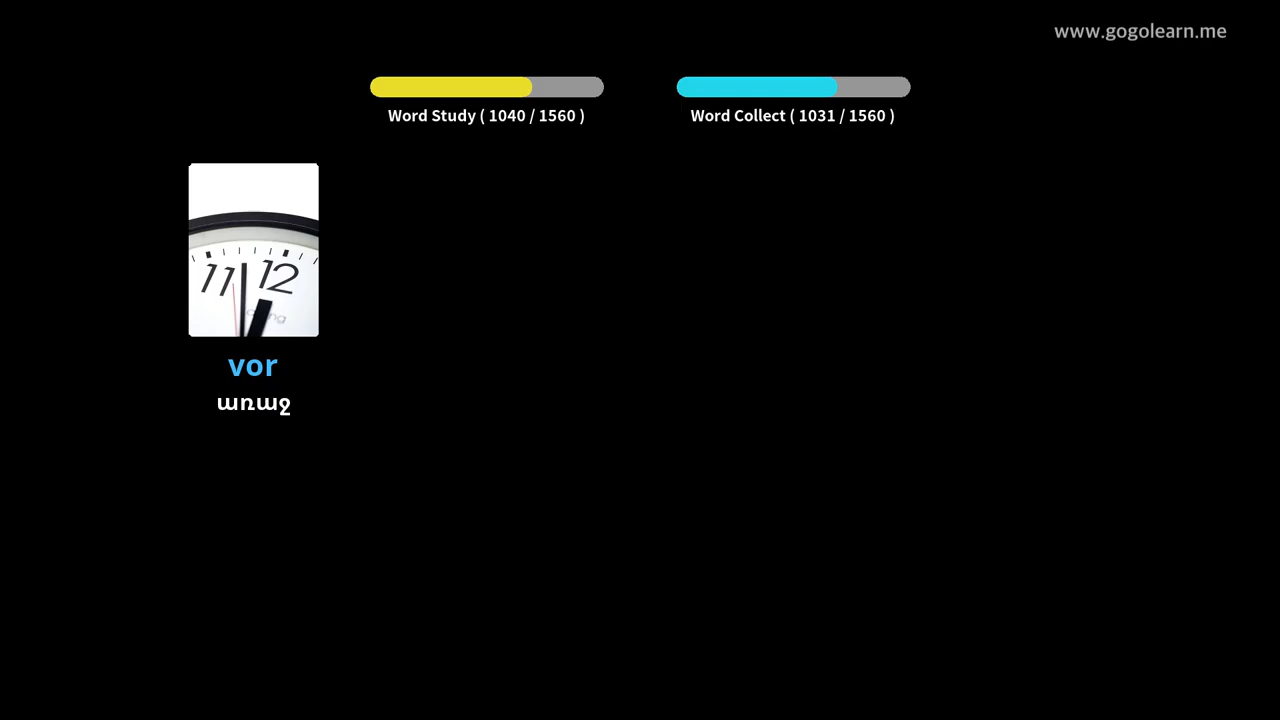 www.gogolearn.me
Word Study ( 1040 / 1560 )
Word Collect ( 1031 / 1560 )
11 12
vor
առաջ